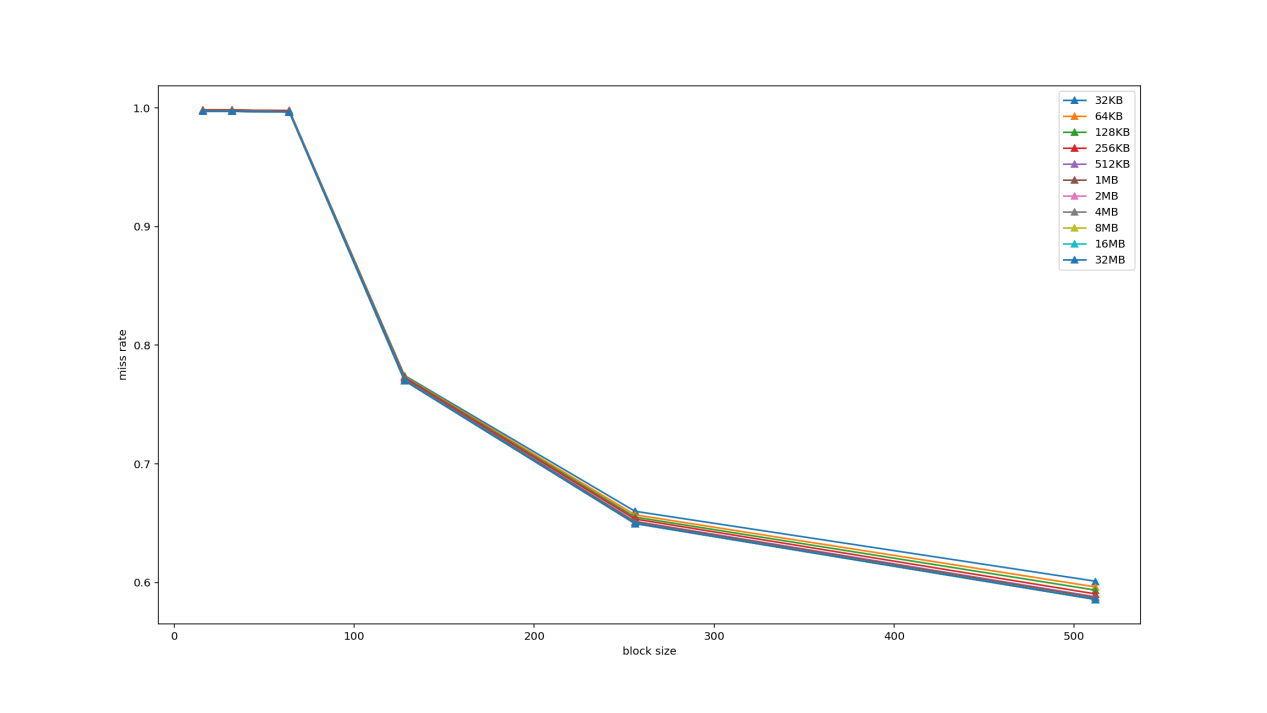 1.0
0.9
0.8
0.7
0.6
miss rate
0
100
200
300
400
500
block size
32KB
64KB
128KB
256KB
512KB
1MB
2MB
4MB
8MB
16MB
32MB